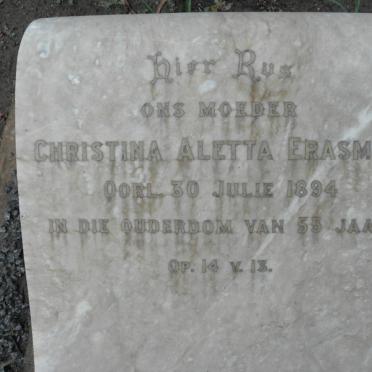 Hier Rus
ONS MOEDER
CHRISTINA ALETTA ERASM
OORL. 30 JULIE 1894
IN DIE OUDERDOM VAN 55 JAA
OP. 14 V. 13.